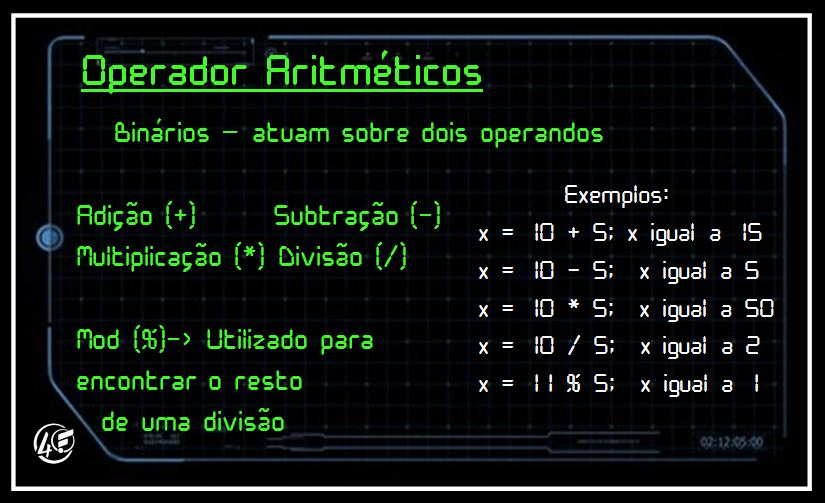 Operador Aritméticos
Binários – atuam sobre dois operandos
Adição (+) Subtração (-)
Multiplicação (*) Divisão (/)
Mod (%)-> Utilizado para
encontrar o resto
de uma divisão
Exemplos:
x = 10 + 5; x igual a 15
x = 10 - 5; x igual a 5
x = 10 * 5; x igual a 50
x = 10 / 5; x igual a 2
x = 11 % 5; x igual a 1
4F
02:12:05:00